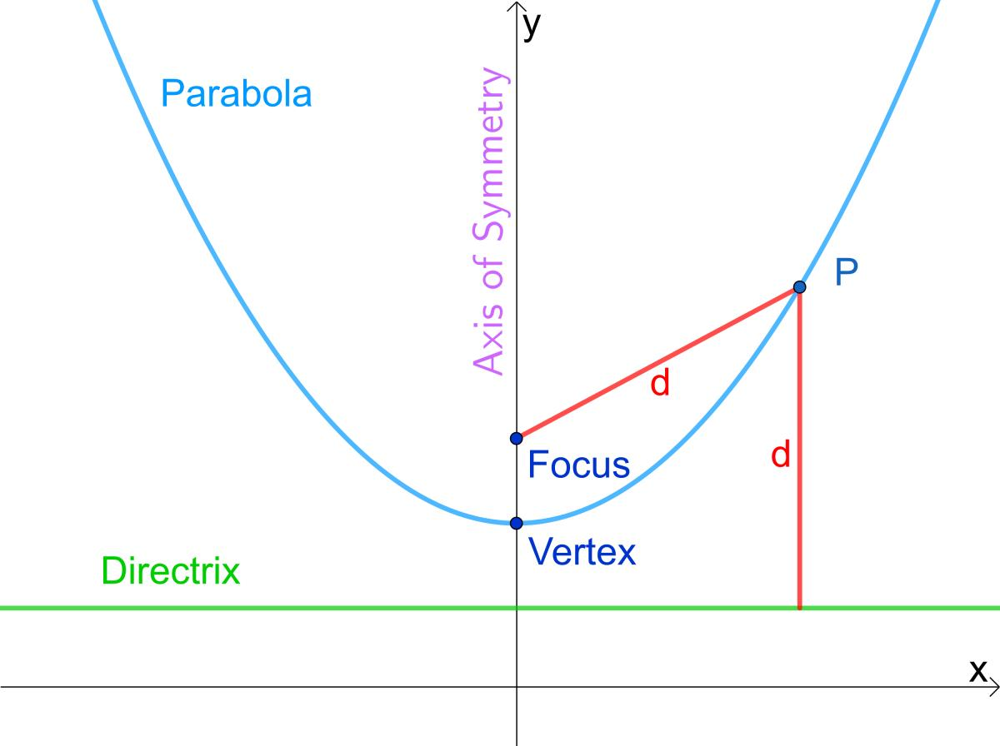 y
Parabola
Axis of Symmetry
P
d
d
Focus
Vertex
Directrix
x